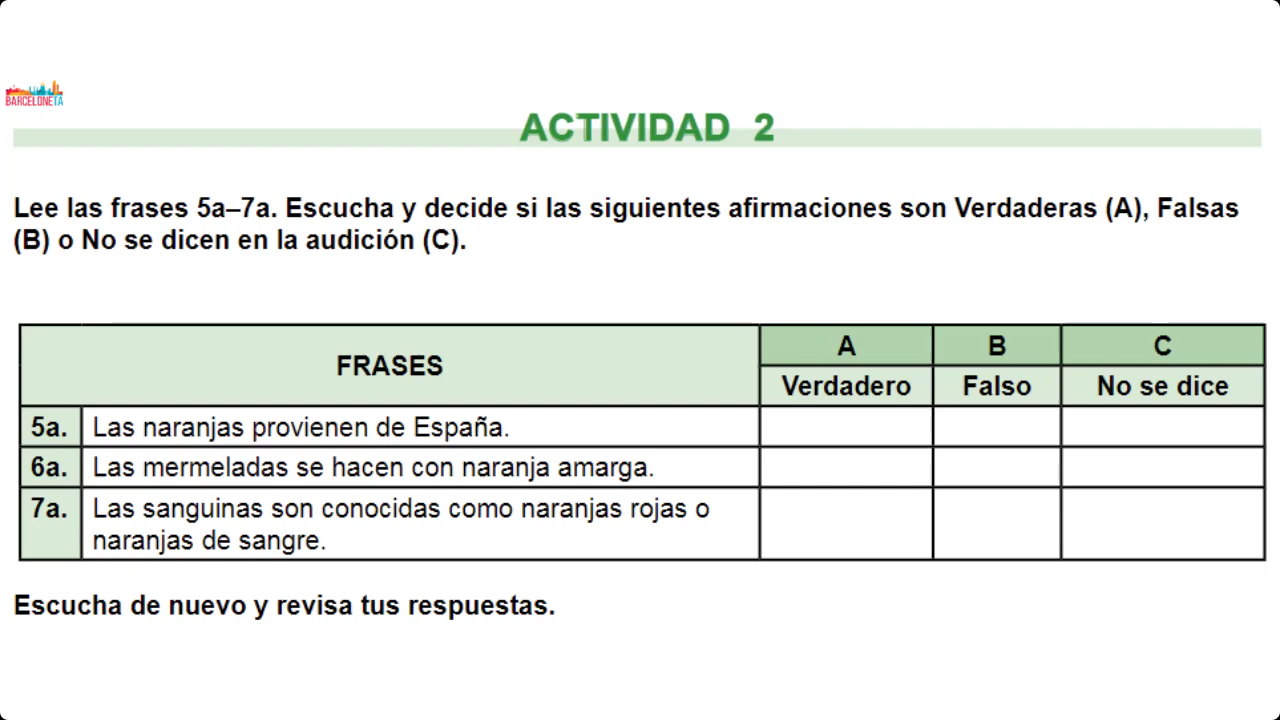 BARCELONETA
ACTIVIDAD 2
Lee las frases 5a–7a. Escucha y decide si las siguientes afirmaciones son Verdaderas (A), Falsas
(B) o No se dicen en la audición (C).
FRASES
A
B
C
Verdadero
Falso
No se dice
5a. Las naranjas provienen de España.
6a. Las mermeladas se hacen con naranja amarga.
7a. Las sanguinas son conocidas como naranjas rojas o
naranjas de sangre.
Escucha de nuevo y revisa tus respuestas.